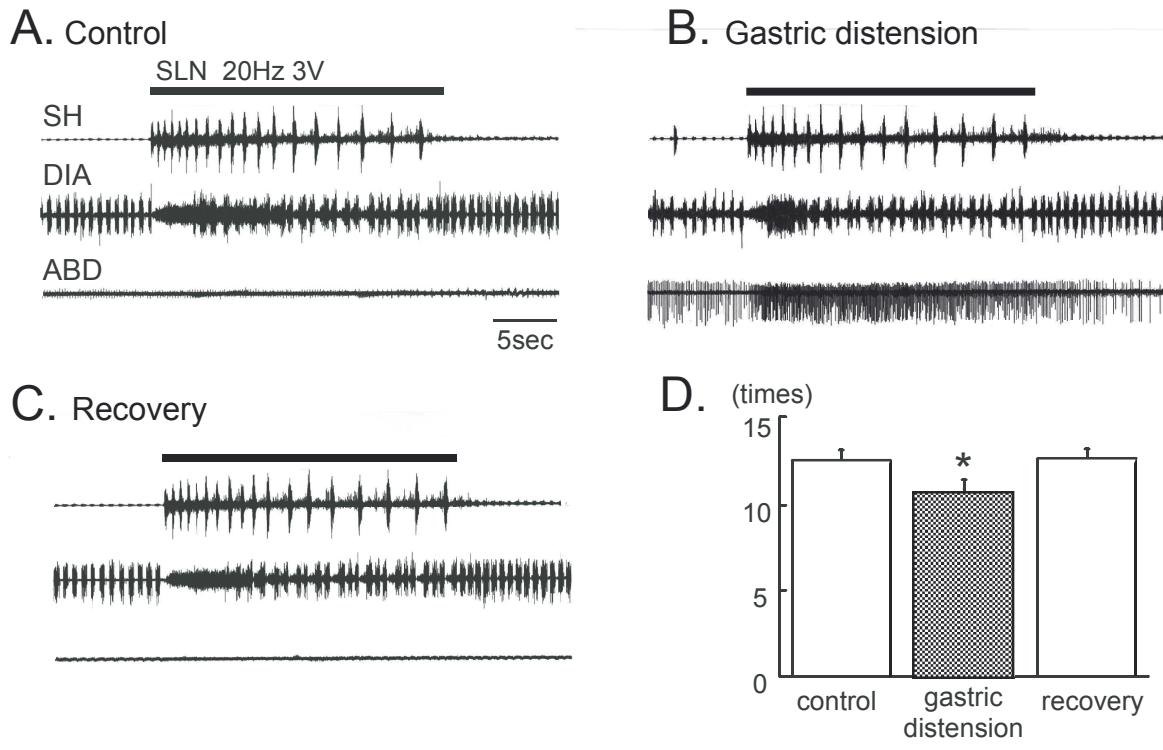 A. Control
SLN 20Hz 3V
SH
DIA
ABD
5sec
B. Gastric distension
C. Recovery
D. (times)
15
10
5
0
*
control
gastric
distension
recovery